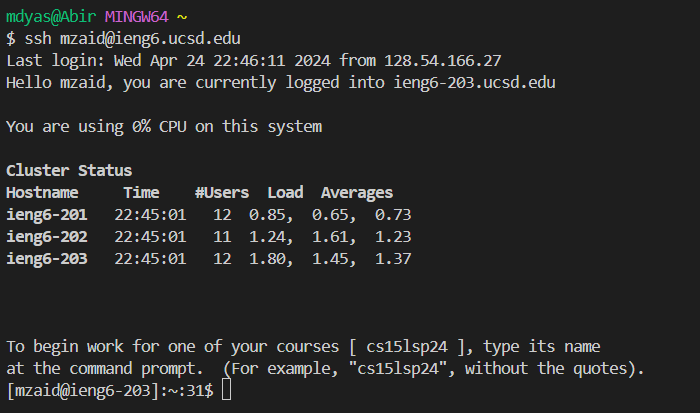 mdyas@Abir MINGW64 ~
$ ssh mzaid@ieng6.ucsd.edu
Last login: Wed Apr 24 22:46:11 2024 from 128.54.166.27
Hello mzaid, you are currently logged into ieng6-203.ucsd.edu
You are using 0% CPU on this system
Cluster Status
Hostname     Time    #Users  Load  Averages
ieng6-201   22:45:01   12  0.85,  0.65,  0.73
ieng6-202   22:45:01   11  1.24,  1.61,  1.23
ieng6-203   22:45:01   12  1.80,  1.45,  1.37
To begin work for one of your courses [ cs15lsp24 ], type its name
at the command prompt.  (For example, "cs15lsp24", without the quotes).
[mzaid@ieng6-203]:~:31$